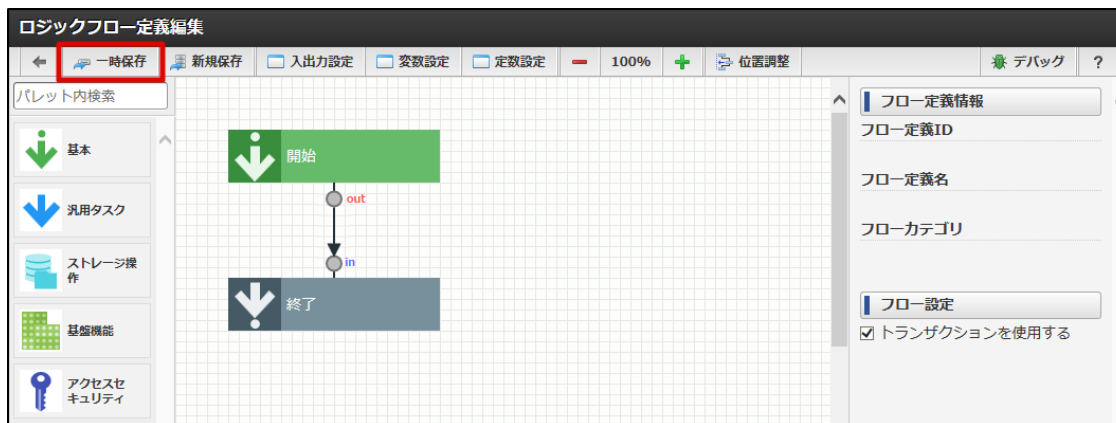 ロジックフロー定義編集
一時保存 新規保存 入出力設定 変数設定 定数設定 100% 位置調整 デバッグ ?
パレット内検索
基本
汎用タスク
ストレージ操
作
基盤機能
アクセスセ
キュリティ
開始
out
in
終了
フロー定義情報
フロー定義ID
フロー定義名
フローカテゴリ
フロー設定
トランザクションを使用する